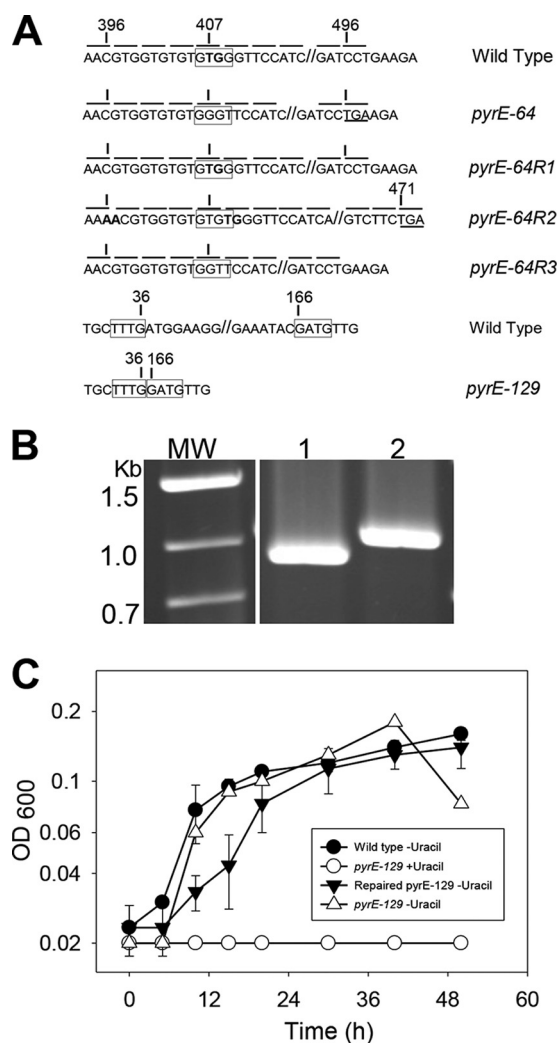 A
396 407 496
AACGTGGTGTGTGTGGGTTCCATC//GATCCTGAAGA Wild Type
AACGTGGTGTGTGGGTTCCATC//GATCCTGAAGA pyrE-64
AACGTGGTGTGTGTGGGTTCCATC//GATCCTGAAGA pyrE-64R1
471
AAAACGTGGTGTGTGTGTGGGTTCCATCA//GTCTTCTGA pyrE-64R2
AACGTGGTGTGTGGTTCCATC//GATCCTGAAGA pyrE-64R3
36 166
TGCTTTGATGGAAGG//GAAATACGATGTTG Wild Type
36 166
TGCTTTGGATGTTG pyrE-129
B
MW 1 2
Kb
1.5
1.0
0.7
C
0.2
0.1
0.06
0.04
0.02
OD 600
Wild type -Uracil
pyrE-129 +Uracil
Repaired pyrE-129 -Uracil
pyrE-129 -Uracil
0 12 24 36 48 60
Time (h)